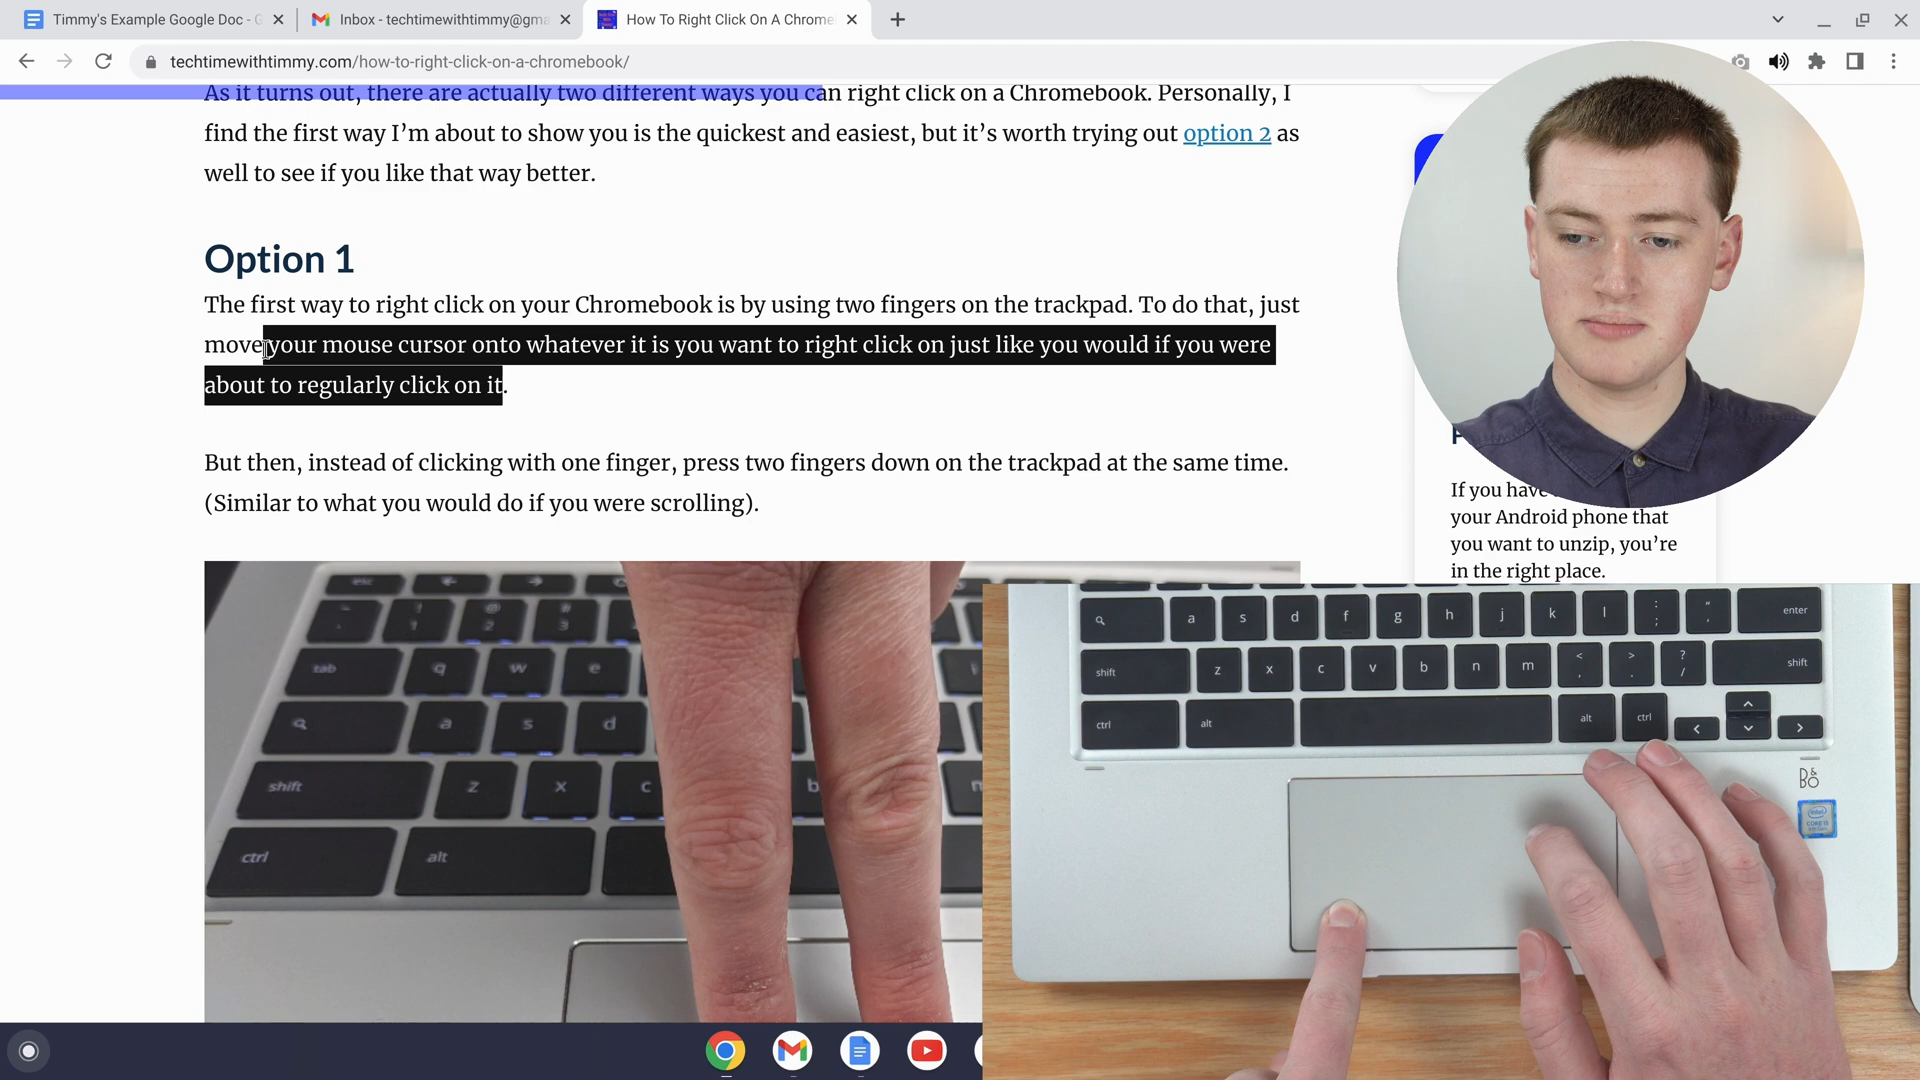 Timmy's Example Google Doc - G
Inbox - techtimewithtimmy@gma
How To Right Click On A Chrome
techtimewithtimmy.com/how-to-right-click-on-a-chromebook/
As it turns out, there are actually two different ways you can right click on a Chromebook. Personally, I
find the first way I’m about to show you is the quickest and easiest, but it’s worth trying out option 2 as
well to see if you like that way better.
Option 1
The first way to right click on your Chromebook is by using two fingers on the trackpad. To do that, just
move your mouse cursor onto whatever it is you want to right click on just like you would if you were
about to regularly click on it.
But then, instead of clicking with one finger, press two fingers down on the trackpad at the same time.
(Similar to what you would do if you were scrolling).
If you have
your Android phone that
you want to unzip, you’re
in the right place.
esc
! 1 @ 2 # 3
tab q w e
a s d
shift z x c b
ctrl alt
a s d f g h j k l : ; " ' enter
shift z x c v b n m < , > . ? / shift
ctrl alt alt ctrl
B&O
intel
CORE i5